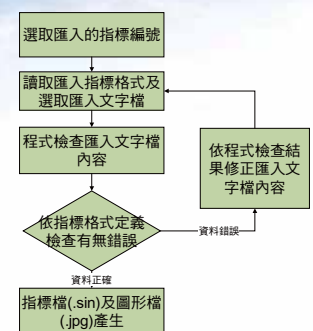 選取匯入的指標編號
讀取匯入指標格式及
選取匯入文字檔
程式檢查匯入文字檔
內容
依程式檢查結
果修正匯入文
字檔內容
依指標格式定義
檢查有無錯誤
資料錯誤
資料正確
指標檔(.sin)及圖形檔
(.jpg)產生